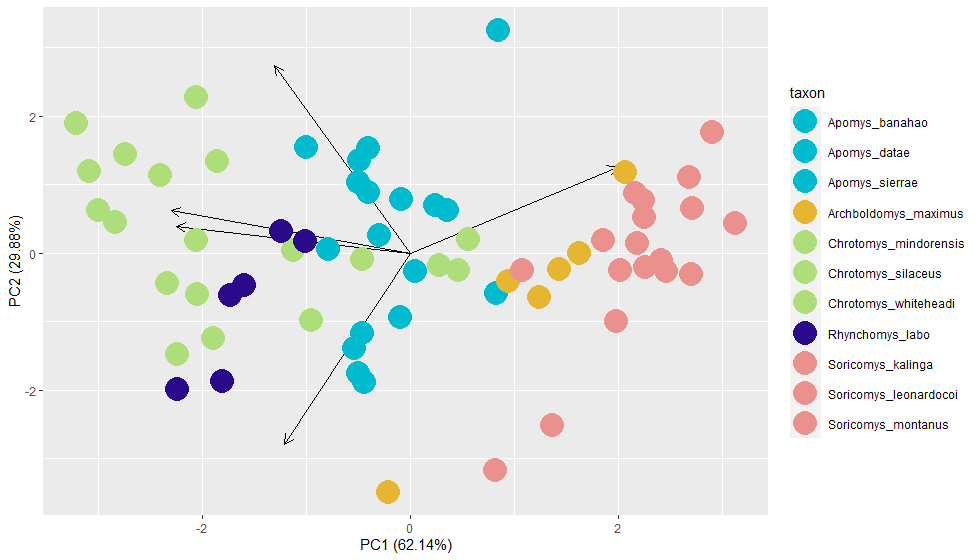 taxon
Apomys_banahao
Apomys_datae
Apomys_sierrae
Archboldomys_maximus
Chrotomys_mindorensis
Chrotomys_silaceus
Chrotomys_whiteheadi
Rhynchomys_labo
Soricomys_kalinga
Soricomys_leonardocoi
Soricomys_montanus
PC2 (29.88%)
2
0
-2
-2
0
2
PC1 (62.14%)